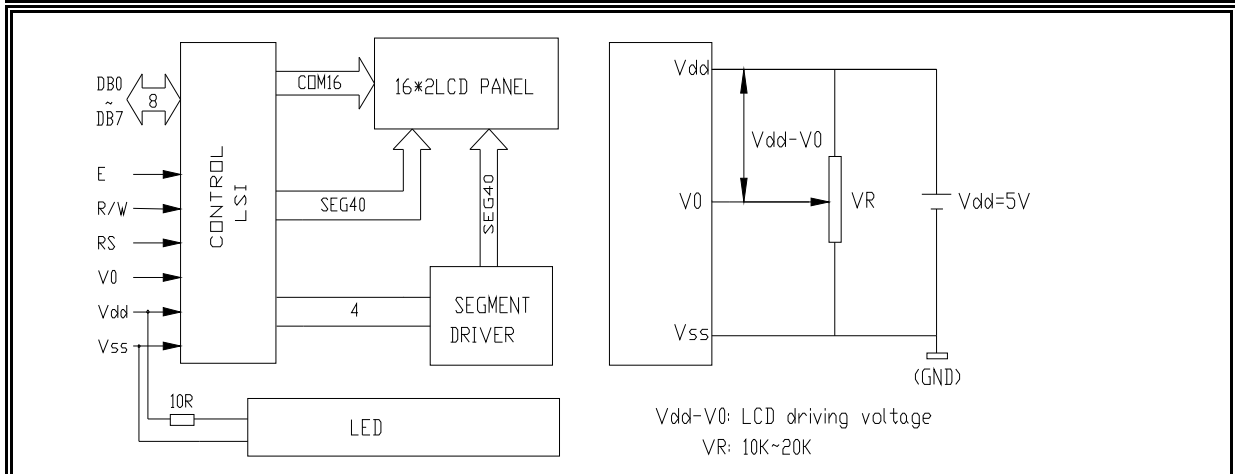 DB0
~
DB7
8
E
R/W
RS
V0
Vdd
Vss
CONTROL
LSI
COM16
16*2LCD PANEL
SEG40
SEG40
4
SEGMENT
DRIVER
10R
LED
Vdd
Vdd-V0
V0
VR
Vdd=5V
Vss
(GND)
Vdd-V0: LCD driving voltage
VR: 10K~20K